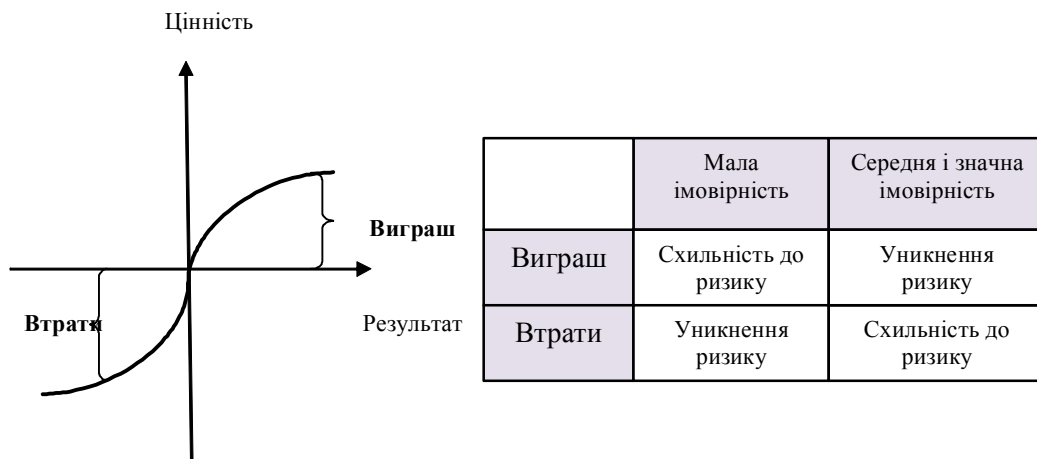 Цінність
Виграш
Втрати
Результат
Мала
імовірність
Середня і значна
імовірність
Виграш
Схильність до
ризику
Уникнення
ризику
Втрати
Уникнення
ризику
Схильність до
ризику